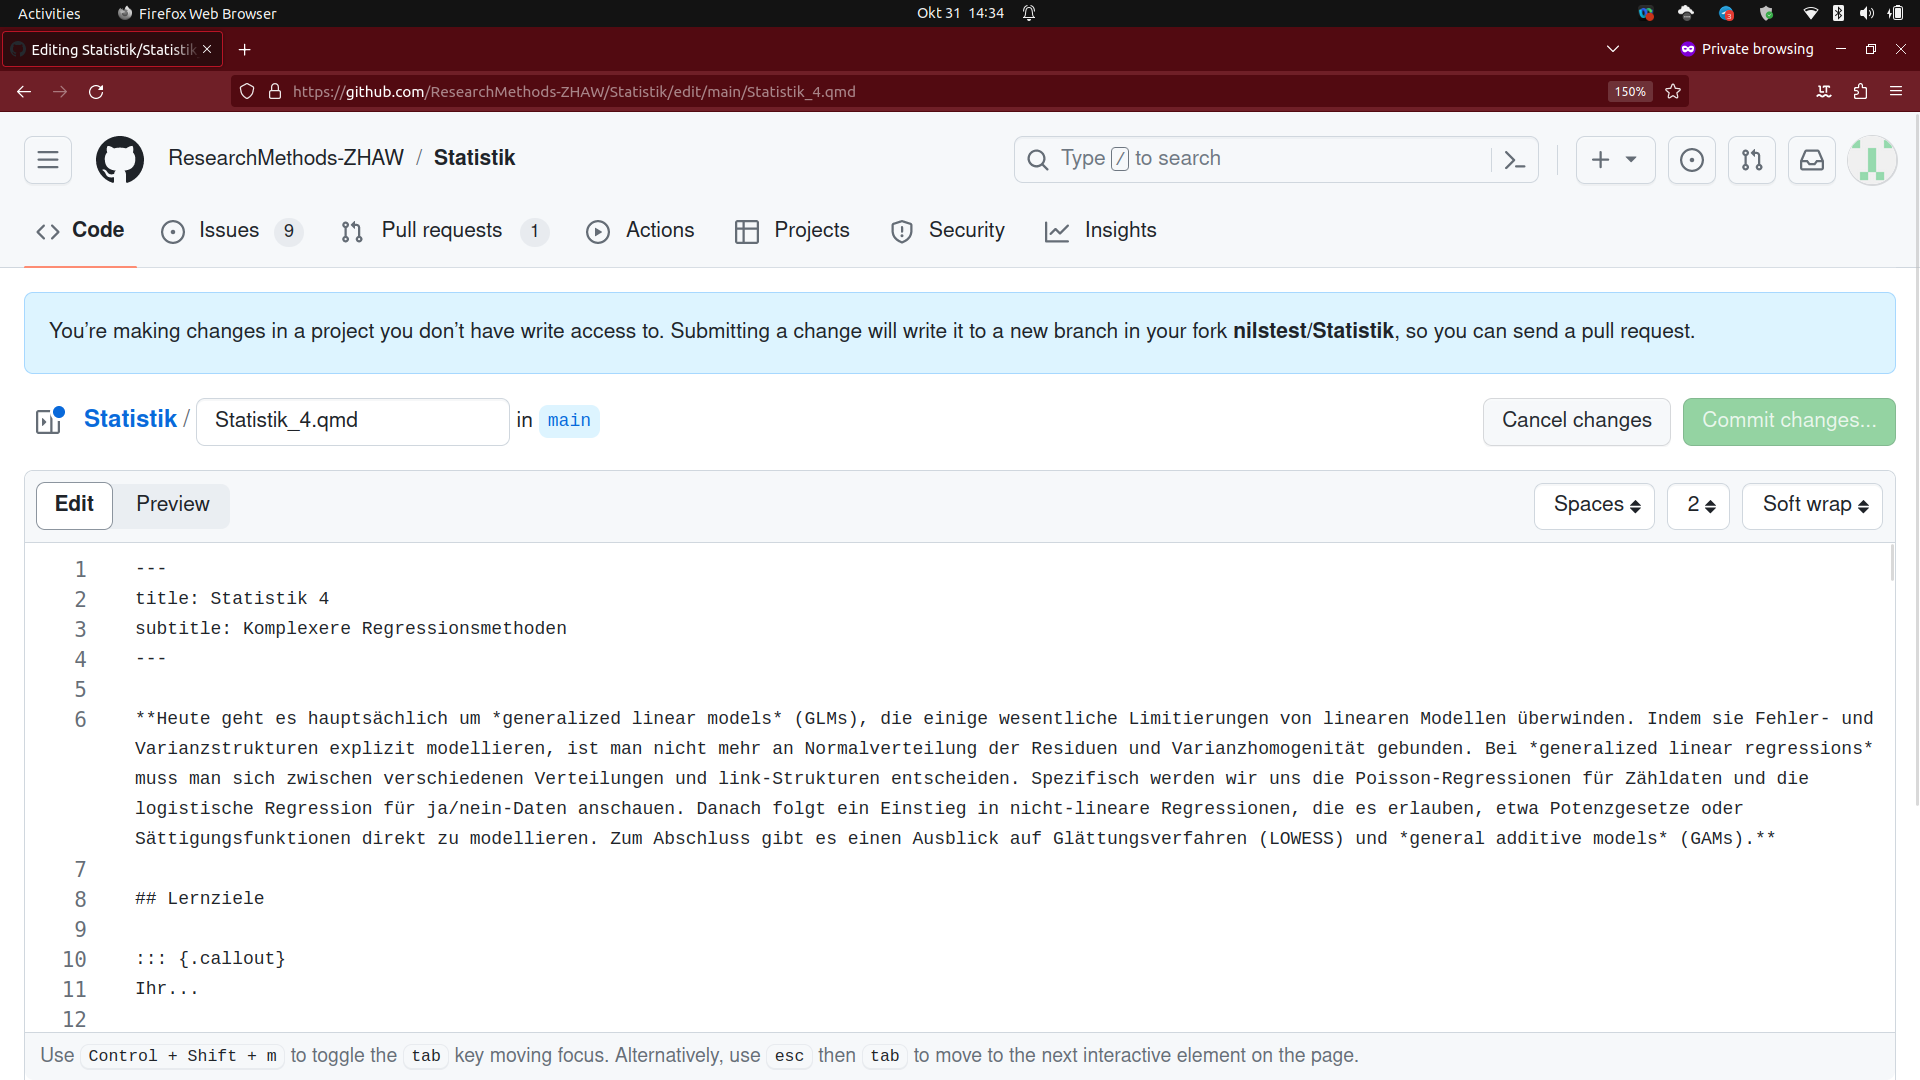 Activities Firefox Web Browser Okt 31 14:34
Editing Statistik/Statistik Private browsing
https://github.com/ResearchMethods-ZHAW/Statistik/edit/main/Statistik_4.qmd 150%
ResearchMethods-ZHAW / Statistik Type / to search
Code Issues 9 Pull requests 1 Actions Projects Security Insights
You’re making changes in a project you don’t have write access to. Submitting a change will write it to a new branch in your fork nilstest/Statistik, so you can send a pull request.
Statistik / Statistik_4.qmd in main Cancel changes Commit changes...
Edit Preview Spaces 2 Soft wrap
1 ---
2 title: Statistik 4
3 subtitle: Komplexere Regressionsmethoden
4 ---
5
6 **Heute geht es hauptsächlich um *generalized linear models* (GLMs), die einige wesentliche Limitierungen von linearen Modellen überwinden. Indem sie Fehler- und
Varianzstrukturen explizit modellieren, ist man nicht mehr an Normalverteilung der Residuen und Varianzhomogenität gebunden. Bei *generalized linear regressions*
muss man sich zwischen verschiedenen Verteilungen und link-Strukturen entscheiden. Spezifisch werden wir uns die Poisson-Regressionen für Zähldaten und die
logistische Regression für ja/nein-Daten anschauen. Danach folgt ein Einstieg in nicht-lineare Regressionen, die es erlauben, etwa Potenzgesetze oder
Sättigungsfunktionen direkt zu modellieren. Zum Abschluss gibt es einen Ausblick auf Glättungsverfahren (LOWESS) und *general additive models* (GAMs).**
7
8 ## Lernziele
9
10 ::: {.callout}
11 Ihr...
12
Use Control + Shift + m to toggle the tab key moving focus. Alternatively, use esc then tab to move to the next interactive element on the page.